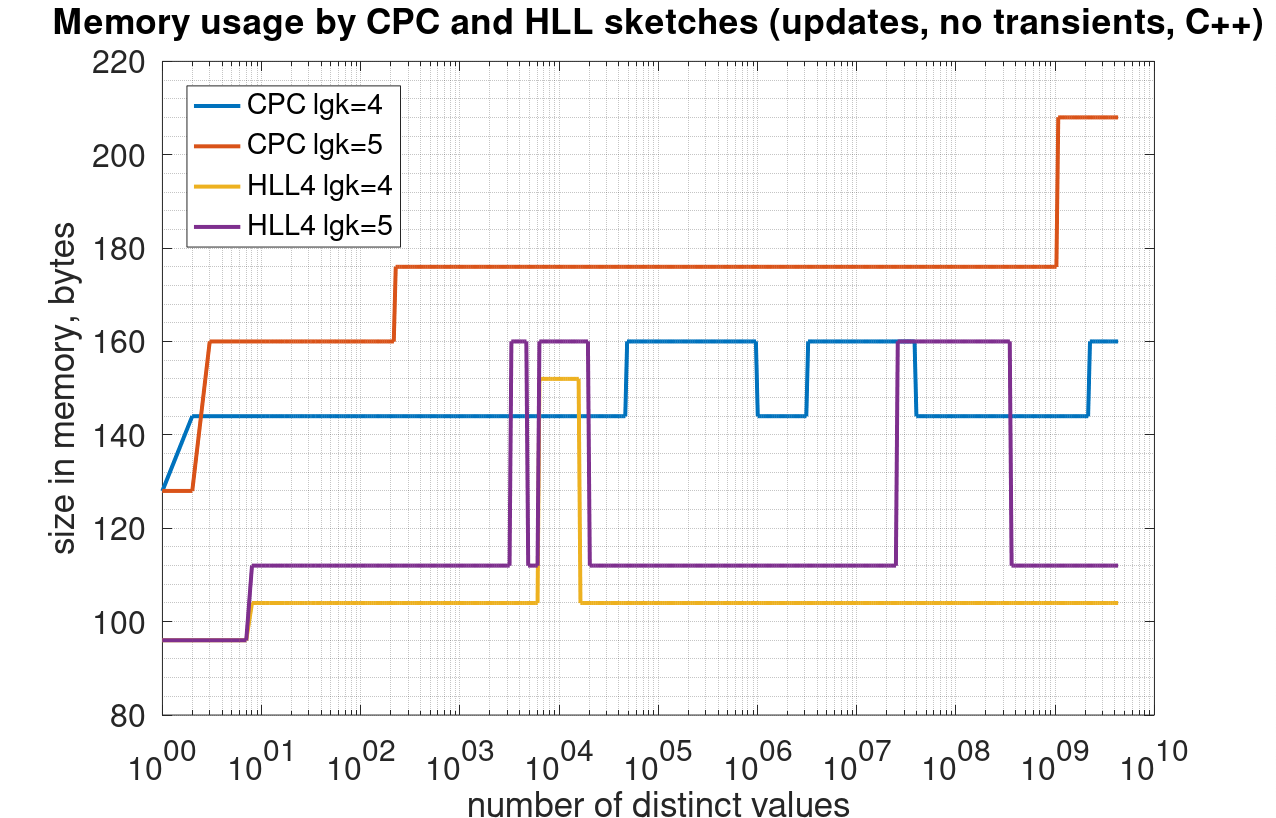 Memory usage by CPC and HLL sketches (updates, no transients, C++)
220
200
180
160
140
120
100
80
size in memory, bytes
CPC lgk=4
CPC lgk=5
HLL4 lgk=4
HLL4 lgk=5
10^00 10^01 10^02 10^03 10^04 10^05 10^06 10^07 10^08 10^09 10^10
number of distinct values